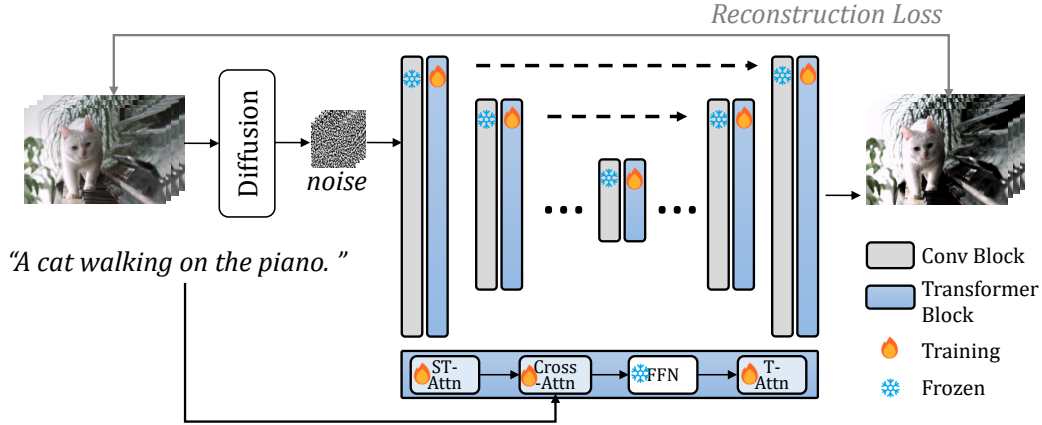 Reconstruction Loss
Diffusion
noise
“A cat walking on the piano. ”
Conv Block
Transformer
Block
Training
Frozen
ST-
Attn
Cross
-Attn
FFN
T-
Attn